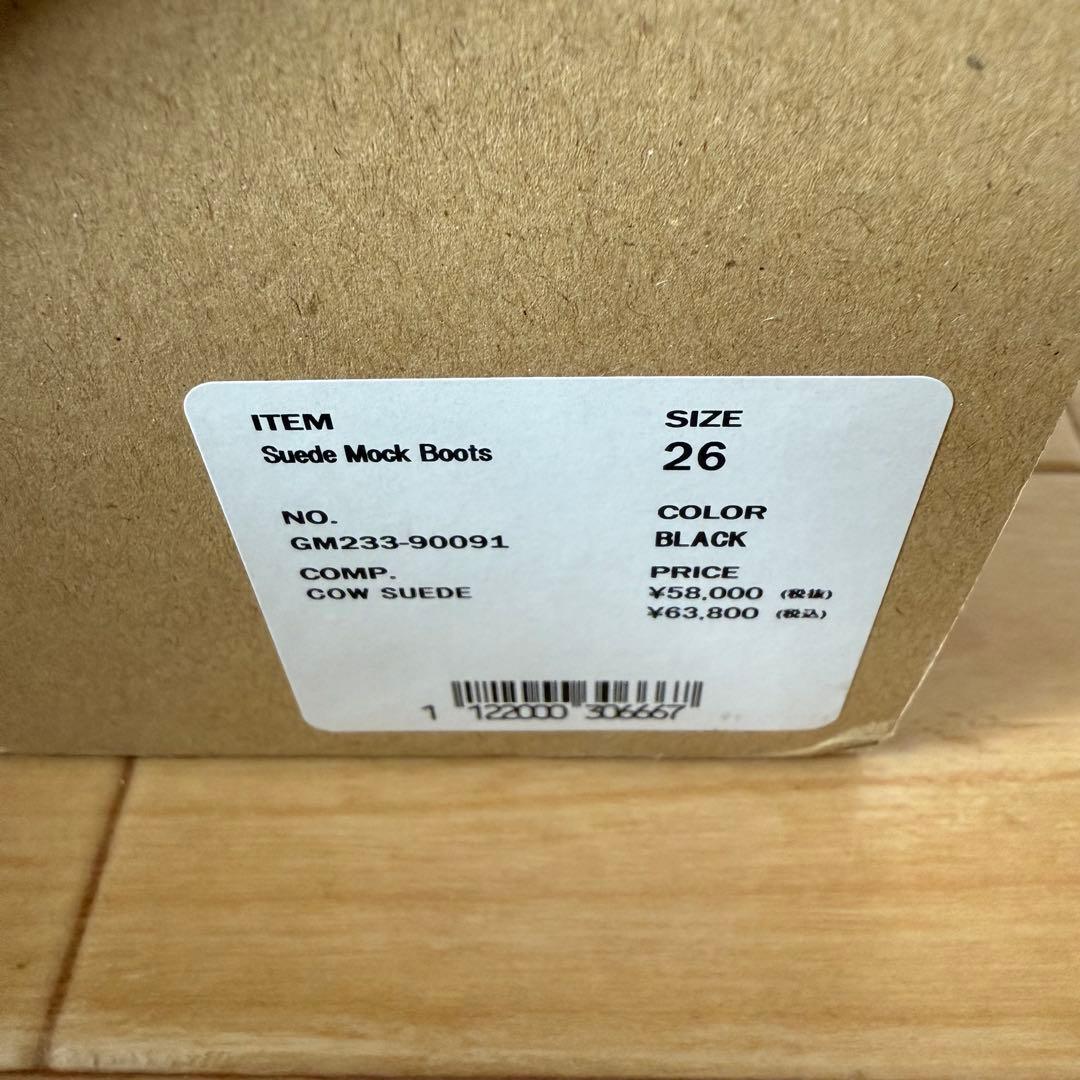 ITEM
Suede Mock Boots
NO.
GM233-90091
COMP.
COW SUEDE
SIZE
26
COLOR
BLACK
PRICE
¥58,000 (税抜)
¥63,800 (税込)
1 122000 306667